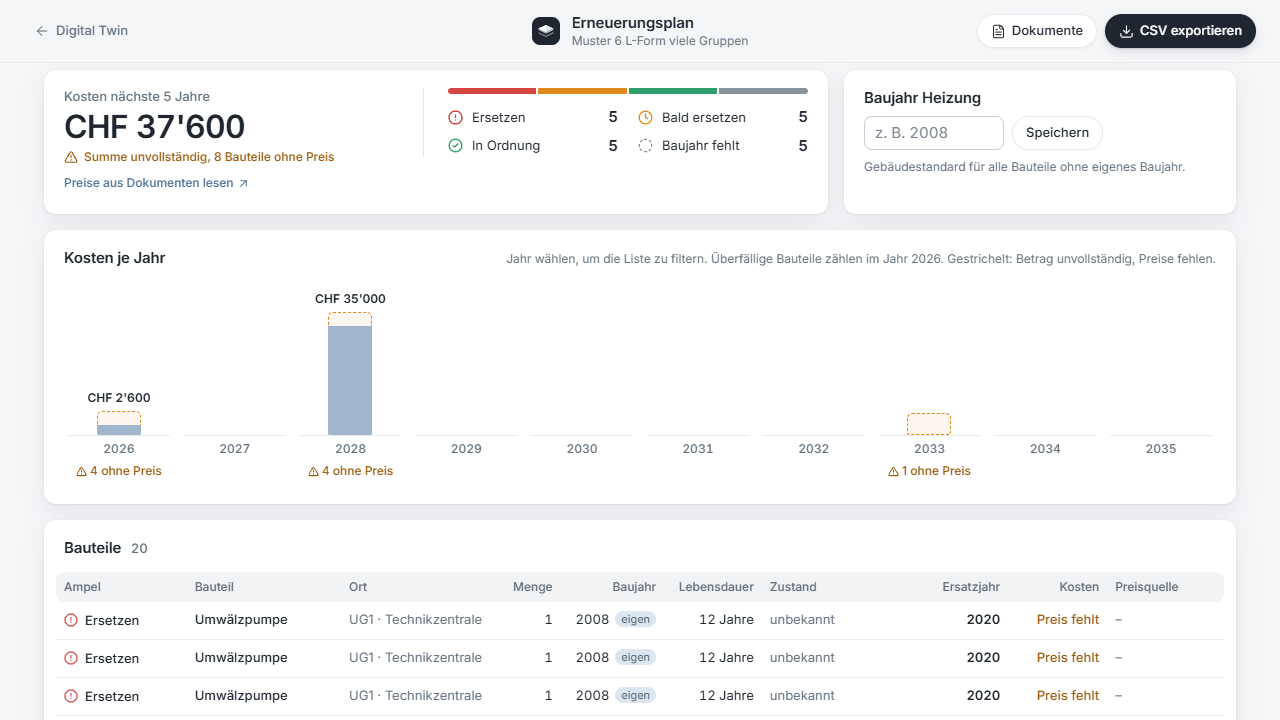 Digital Twin
Erneuerungsplan
Muster 6 L-Form viele Gruppen
Dokumente
CSV exportieren
Kosten nächste 5 Jahre
CHF 37'600
Summe unvollständig, 8 Bauteile ohne Preis
Preise aus Dokumenten lesen
Ersetzen 5
Bald ersetzen 5
In Ordnung 5
Baujahr fehlt 5
Baujahr Heizung
z. B. 2008
Speichern
Gebäudestandard für alle Bauteile ohne eigenes Baujahr.
Kosten je Jahr
Jahr wählen, um die Liste zu filtern. Überfällige Bauteile zählen im Jahr 2026. Gestrichelt: Betrag unvollständig, Preise fehlen.
CHF 35'000
CHF 2'600
2026 2027 2028 2029 2030 2031 2032 2033 2034 2035
4 ohne Preis 4 ohne Preis 1 ohne Preis
Bauteile 20
Ampel Bauteil Ort Menge Baujahr Lebensdauer Zustand Ersatzjahr Kosten Preisquelle
Ersetzen Umwälzpumpe UG1 · Technikzentrale 1 2008 eigen 12 Jahre unbekannt 2020 Preis fehlt –
Ersetzen Umwälzpumpe UG1 · Technikzentrale 1 2008 eigen 12 Jahre unbekannt 2020 Preis fehlt –
Ersetzen Umwälzpumpe UG1 · Technikzentrale 1 2008 eigen 12 Jahre unbekannt 2020 Preis fehlt –